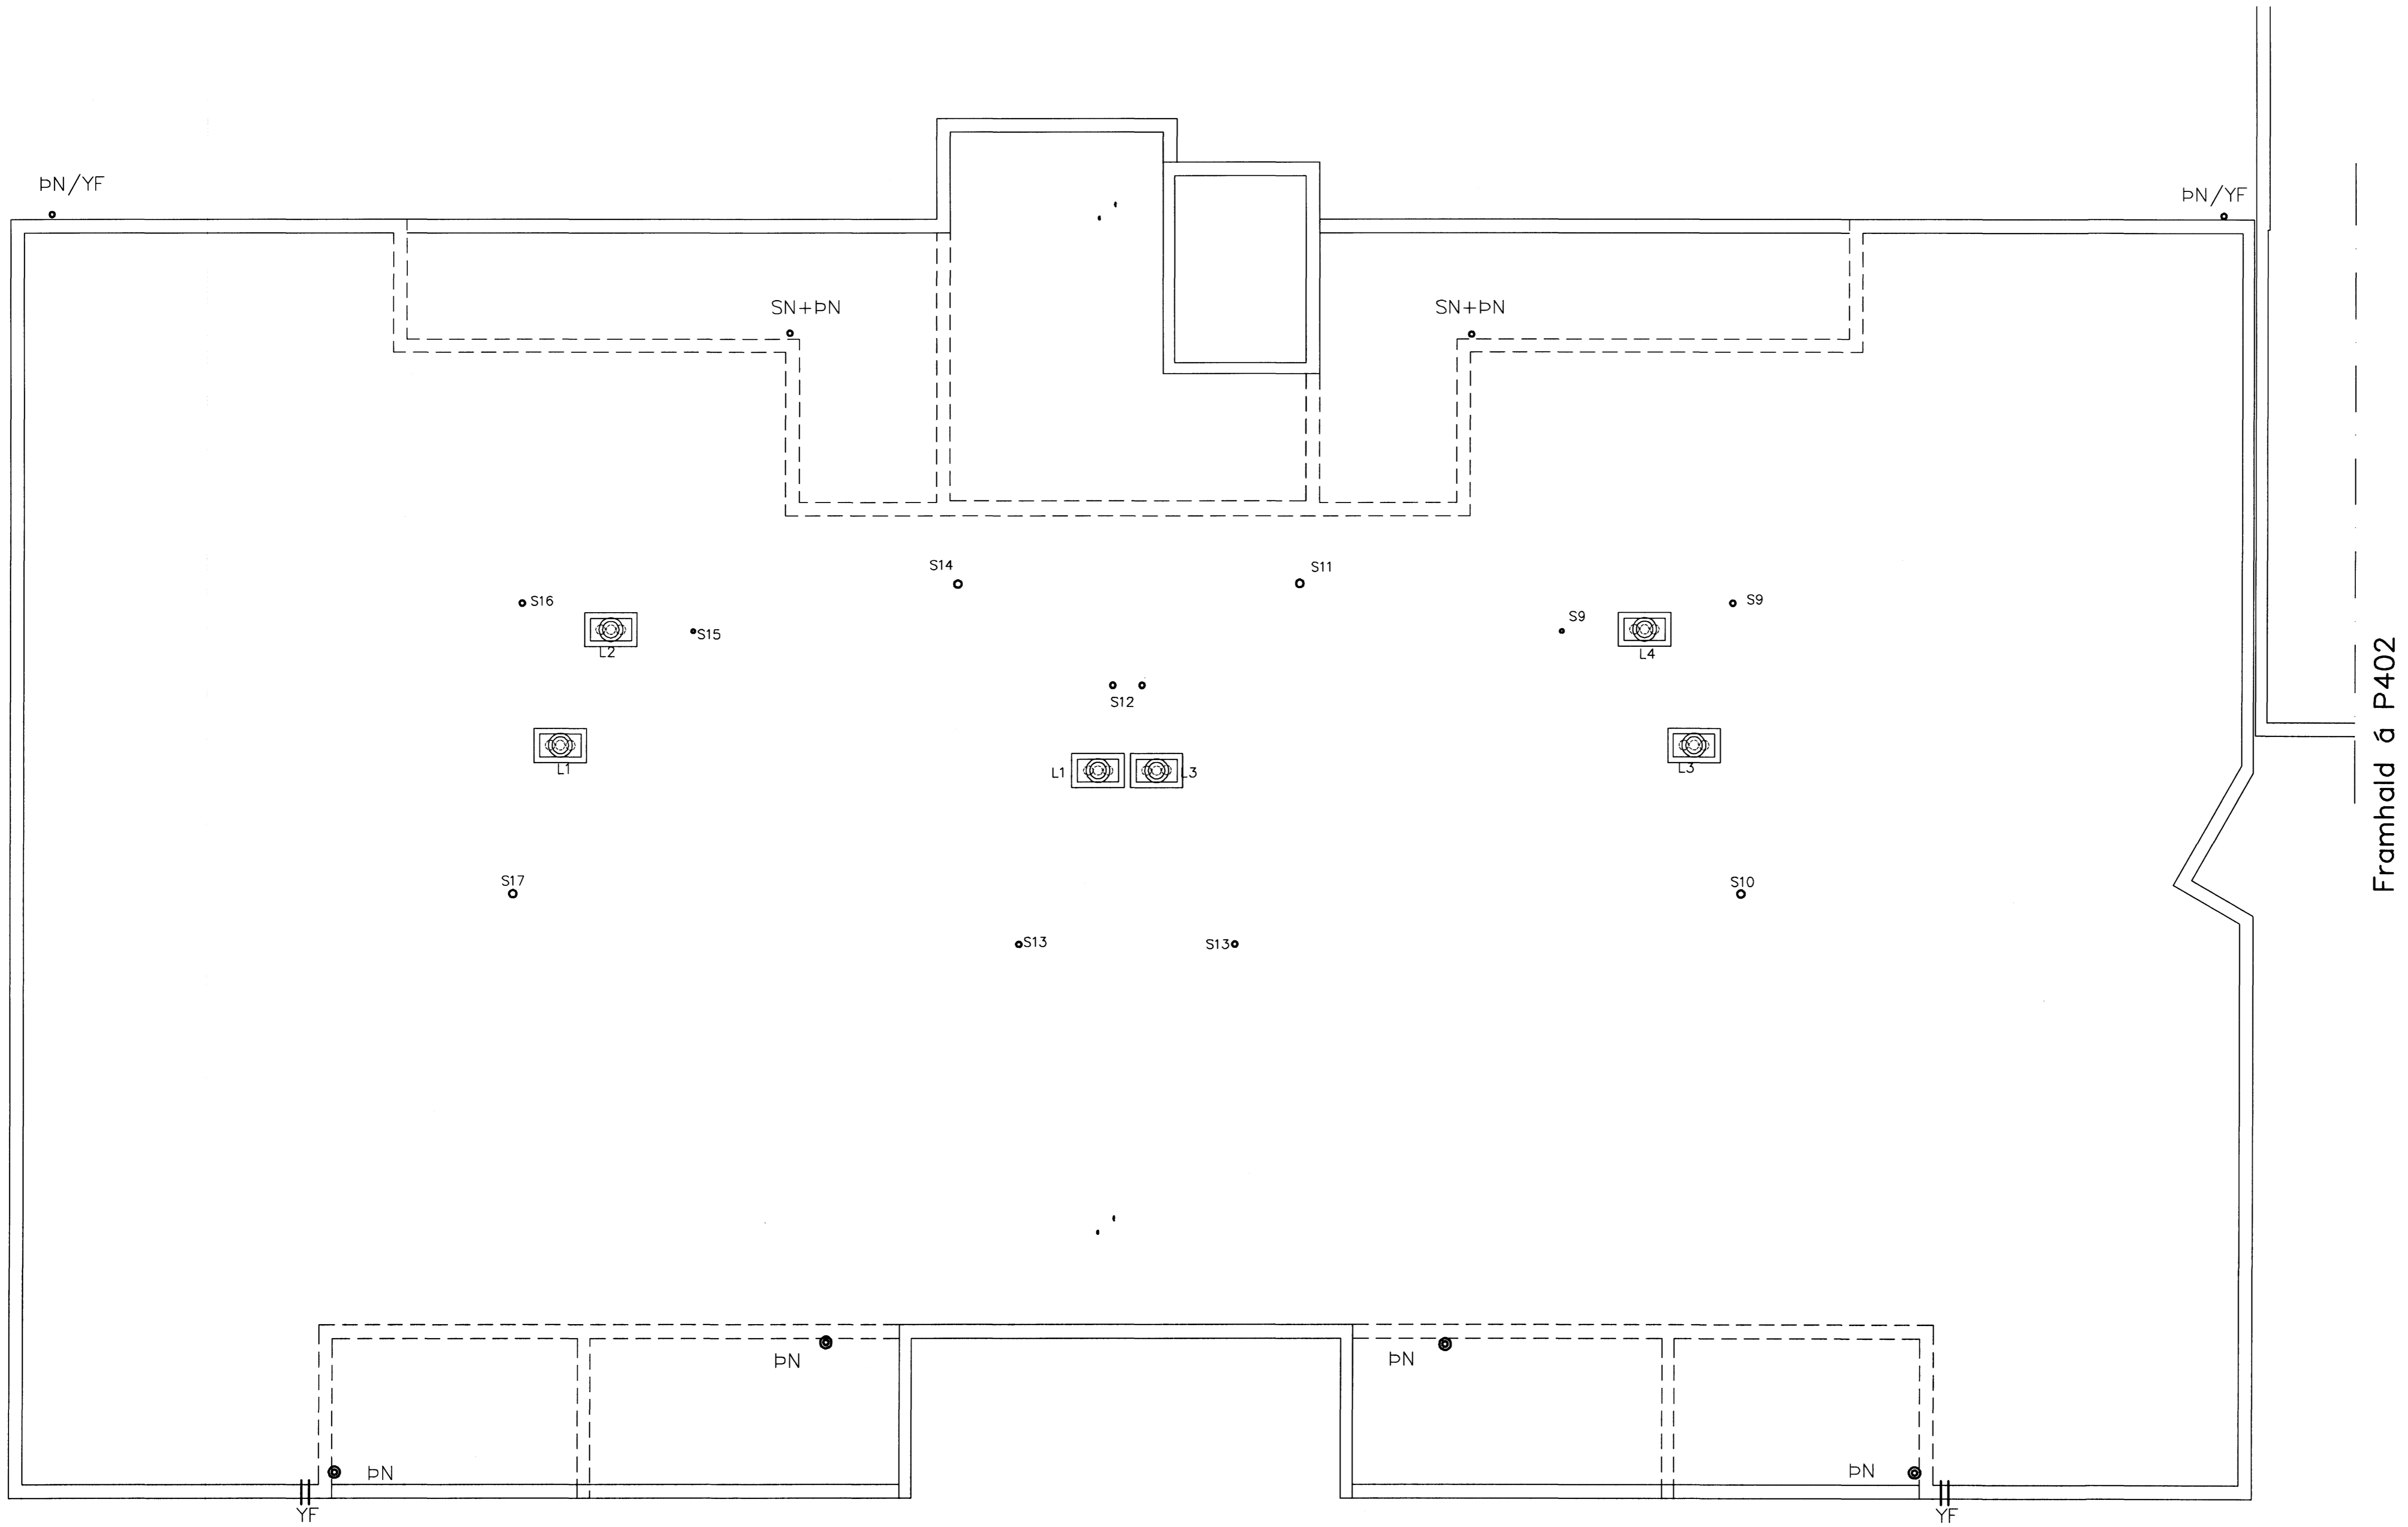 ÞN/YF
ÞN/YF
SN+ÞN
SN+ÞN
S14
S11
S16
S9
S9
S15
L2
L4
S12
L1
L1
L3
L3
Framhald á P402
S17
S10
S13
S13
ÞN
ÞN
ÞN
ÞN
YF
YF